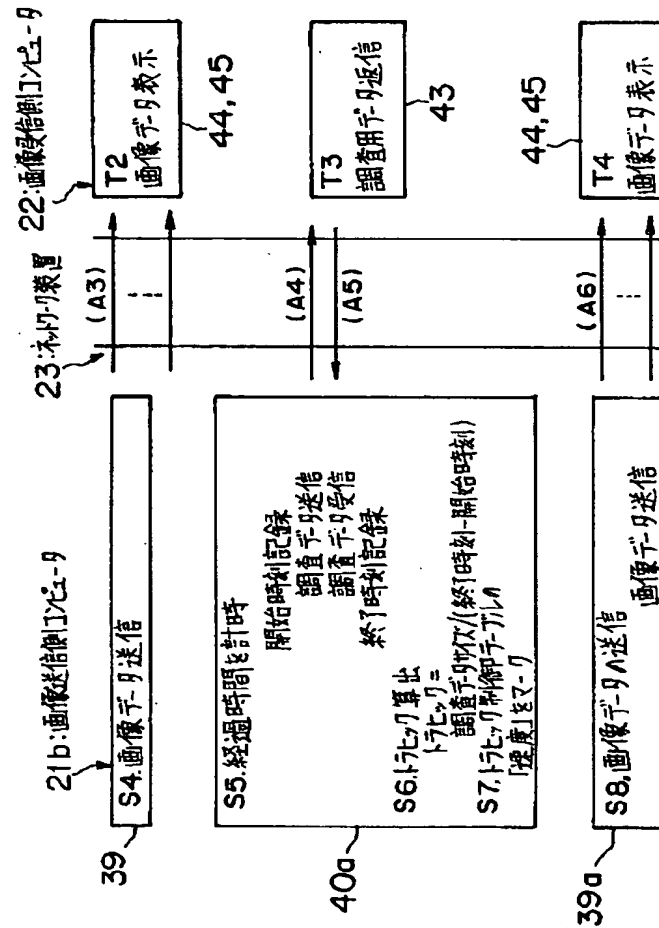 21b:画像送信側コンピュータ
23:ネットワーク装置
22:画像受信側コンピュータ
39
S4.画像データ送信
(A3)
T2
画像データ表示
44,45
40a
S5.経過時間を計時
開始時刻記録
調査データ送信
調査データ受信
終了時刻記録
(A4)
(A5)
T3
調査用データ返信
43
S6.トラヒック算出
トラヒック=
調査データサイズ/(終了時刻-開始時刻)
S7.トラヒック制御テーブルの
「速度」をマーク
39a
S8.画像データの送信
画像データ送信
(A6)
T4
画像データ表示
44,45